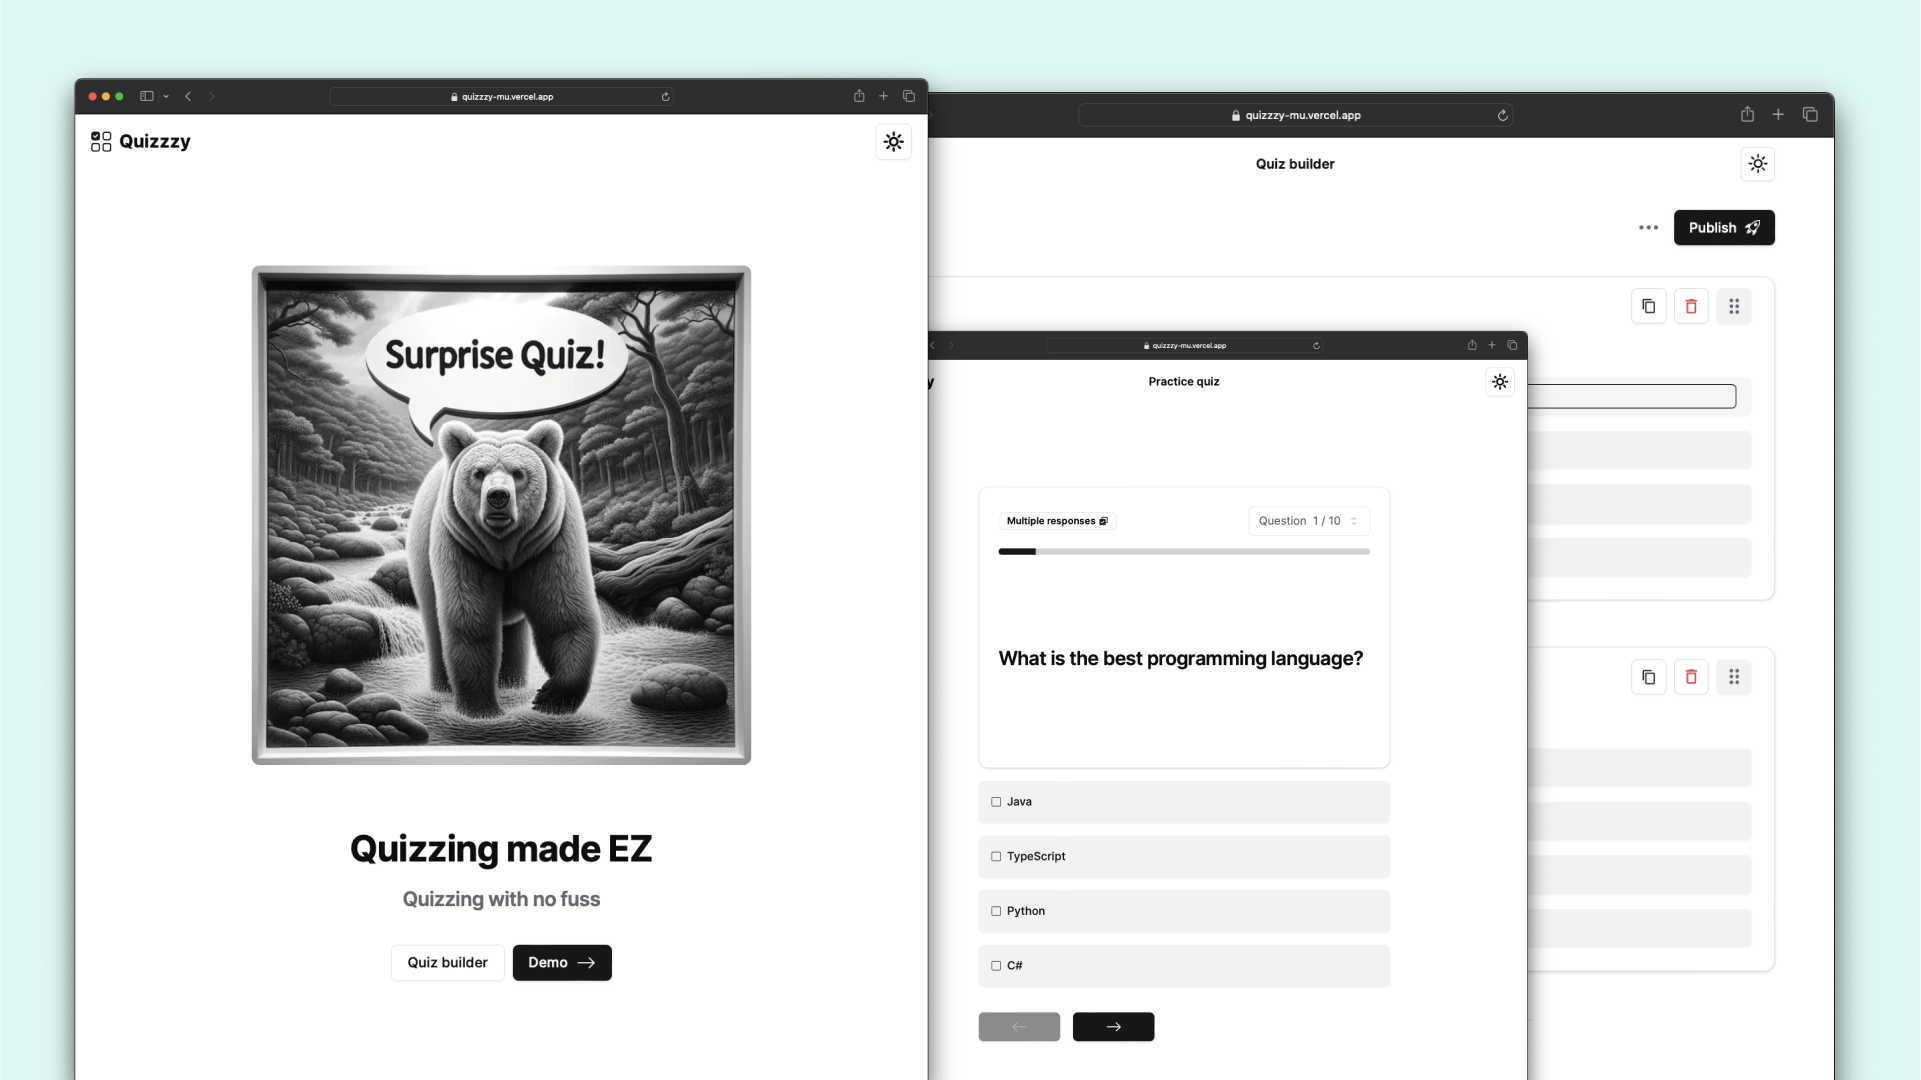 quizzzy-mu.vercel.app
Quizzzy
Surprise Quiz!
Quizzing made EZ
Quizzing with no fuss
Quiz builder
Demo
quizzzy-mu.vercel.app
Quiz builder
Publish
quizzzy-mu.vercel.app
y
Practice quiz
Multiple responses
Question 1 / 10
What is the best programming language?
Java
TypeScript
Python
C#